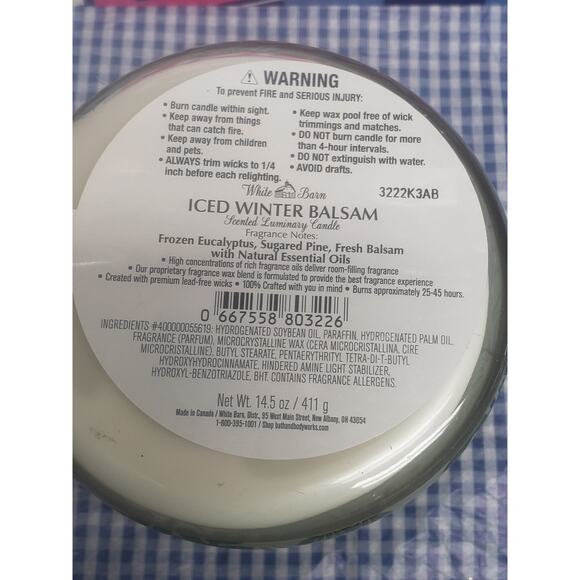 ⚠ WARNING
To prevent FIRE and SERIOUS INJURY:
• Burn candle within sight.
• Keep away from things
that can catch fire.
• Keep away from children
and pets.
• ALWAYS trim wicks to 1/4
inch before each relighting.
• Keep wax pool free of wick
trimmings and matches.
• DO NOT burn candle for more
than 4-hour intervals.
• DO NOT extinguish with water.
• AVOID drafts.
White Barn
3222K3AB
ICED WINTER BALSAM
Scented Luminary Candle
Fragrance Notes:
Frozen Eucalyptus, Sugared Pine, Fresh Balsam
with Natural Essential Oils
• High concentrations of rich fragrance oils deliver room-filling fragrance
• Our proprietary fragrance wax blend is formulated to provide the best fragrance experience
• Created with premium lead-free wicks • 100% Crafted with you in mind • Burns approximately 25-45 hours.
0 667558 803226
INGREDIENTS #400000055619: HYDROGENATED SOYBEAN OIL, PARAFFIN, HYDROGENATED PALM OIL,
FRAGRANCE (PARFUM), MICROCRYSTALLINE WAX (CERA MICROCRISTALLINA, CIRE
MICROCRISTALLINE), BUTYL STEARATE, PENTAERYTHRITYL TETRA-DI-T-BUTYL
HYDROXYHYDROCINNAMATE, HINDERED AMINE LIGHT STABILIZER,
HYDROXYL-BENZOTRIAZOLE, BHT. CONTAINS FRAGRANCE ALLERGENS.
Net Wt. 14.5 oz / 411 g
Made in Canada / White Barn, Distr., 95 West Main Street, New Albany, OH 43054
1-800-395-1001 / Shop bathandbodyworks.com